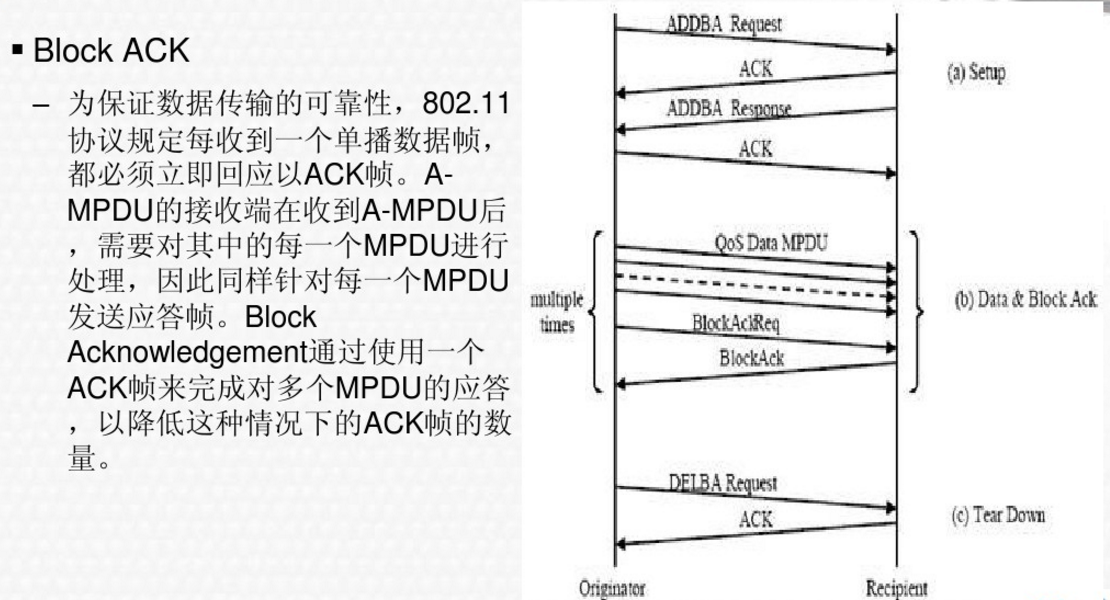 ▪ Block ACK
– 为保证数据传输的可靠性，802.11
协议规定每收到一个单播数据帧，
都必须立即回应以ACK帧。A-
MPDU的接收端在收到A-MPDU后
，需要对其中的每一个MPDU进行
处理，因此同样针对每一个MPDU
发送应答帧。Block
Acknowledgement通过使用一个
ACK帧来完成对多个MPDU的应答
，以降低这种情况下的ACK帧的数
量。
ADDBA Request
ACK
(a) Setup
ADDBA Response
ACK
QoS Data MPDU
multiple
times
(b) Data & Block Ack
BlockAckReq
BlockAck
DELBA Request
ACK
(c) Tear Down
Originator
Recipient